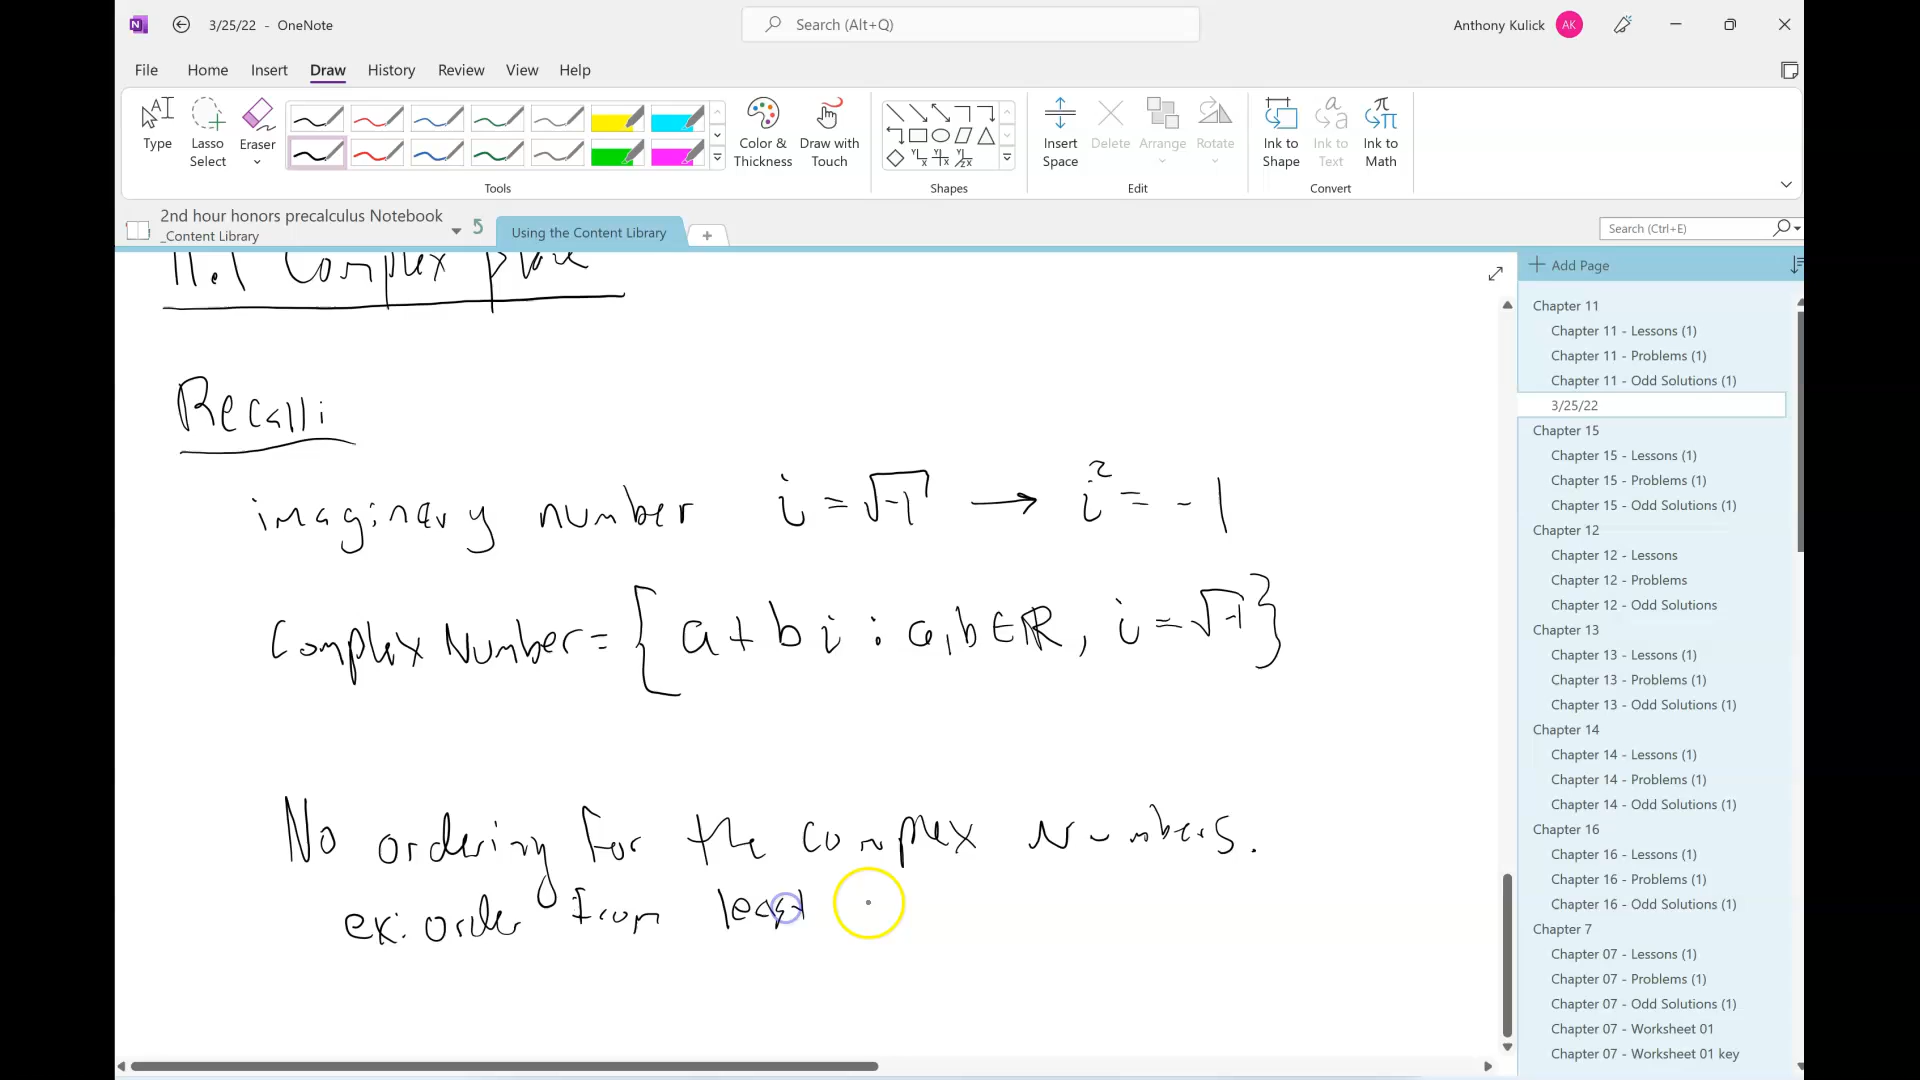 3/25/22 - OneNote
Search (Alt+Q)
Anthony Kulick AK
File Home Insert Draw History Review View Help
Type
Lasso Select
Eraser
Tools
Color & Thickness
Draw with Touch
Shapes
Insert Space
Delete
Arrange
Rotate
Edit
Ink to Shape
Ink to Text
Ink to Math
Convert
2nd hour honors precalculus Notebook
_Content Library
Using the Content Library
Search (Ctrl+E)
11.1 Complex plane
Recall:
imaginary number i = √-1 → i² = -1
Complex Number = {a + bi : a,b ∈ ℝ, i = √-1}
No ordering for the complex Numbers.
ex: order from least
Add Page
Chapter 11
Chapter 11 - Lessons (1)
Chapter 11 - Problems (1)
Chapter 11 - Odd Solutions (1)
3/25/22
Chapter 15
Chapter 15 - Lessons (1)
Chapter 15 - Problems (1)
Chapter 15 - Odd Solutions (1)
Chapter 12
Chapter 12 - Lessons
Chapter 12 - Problems
Chapter 12 - Odd Solutions
Chapter 13
Chapter 13 - Lessons (1)
Chapter 13 - Problems (1)
Chapter 13 - Odd Solutions (1)
Chapter 14
Chapter 14 - Lessons (1)
Chapter 14 - Problems (1)
Chapter 14 - Odd Solutions (1)
Chapter 16
Chapter 16 - Lessons (1)
Chapter 16 - Problems (1)
Chapter 16 - Odd Solutions (1)
Chapter 7
Chapter 07 - Lessons (1)
Chapter 07 - Problems (1)
Chapter 07 - Odd Solutions (1)
Chapter 07 - Worksheet 01
Chapter 07 - Worksheet 01 key